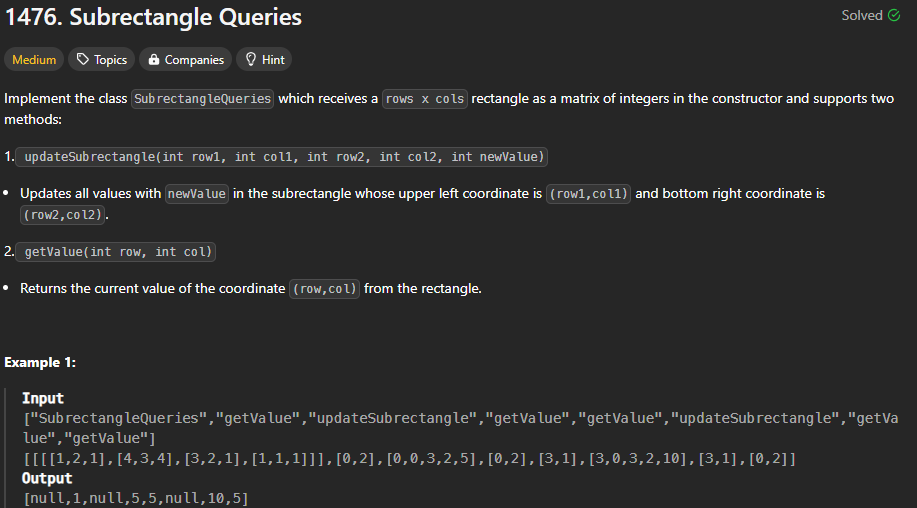 1476. Subrectangle Queries
Solved
Medium Topics Companies Hint
Implement the class SubrectangleQueries which receives a rows x cols rectangle as a matrix of integers in the constructor and supports two
methods:
1. updateSubrectangle(int row1, int col1, int row2, int col2, int newValue)
• Updates all values with newValue in the subrectangle whose upper left coordinate is (row1,col1) and bottom right coordinate is
(row2,col2).
2. getValue(int row, int col)
• Returns the current value of the coordinate (row,col) from the rectangle.
Example 1:
Input
["SubrectangleQueries","getValue","updateSubrectangle","getValue","getValue","updateSubrectangle","getVa
lue","getValue"]
[[[[1,2,1],[4,3,4],[3,2,1],[1,1,1]]],[0,2],[0,0,3,2,5],[0,2],[3,1],[3,0,3,2,10],[3,1],[0,2]]
Output
[null,1,null,5,5,null,10,5]